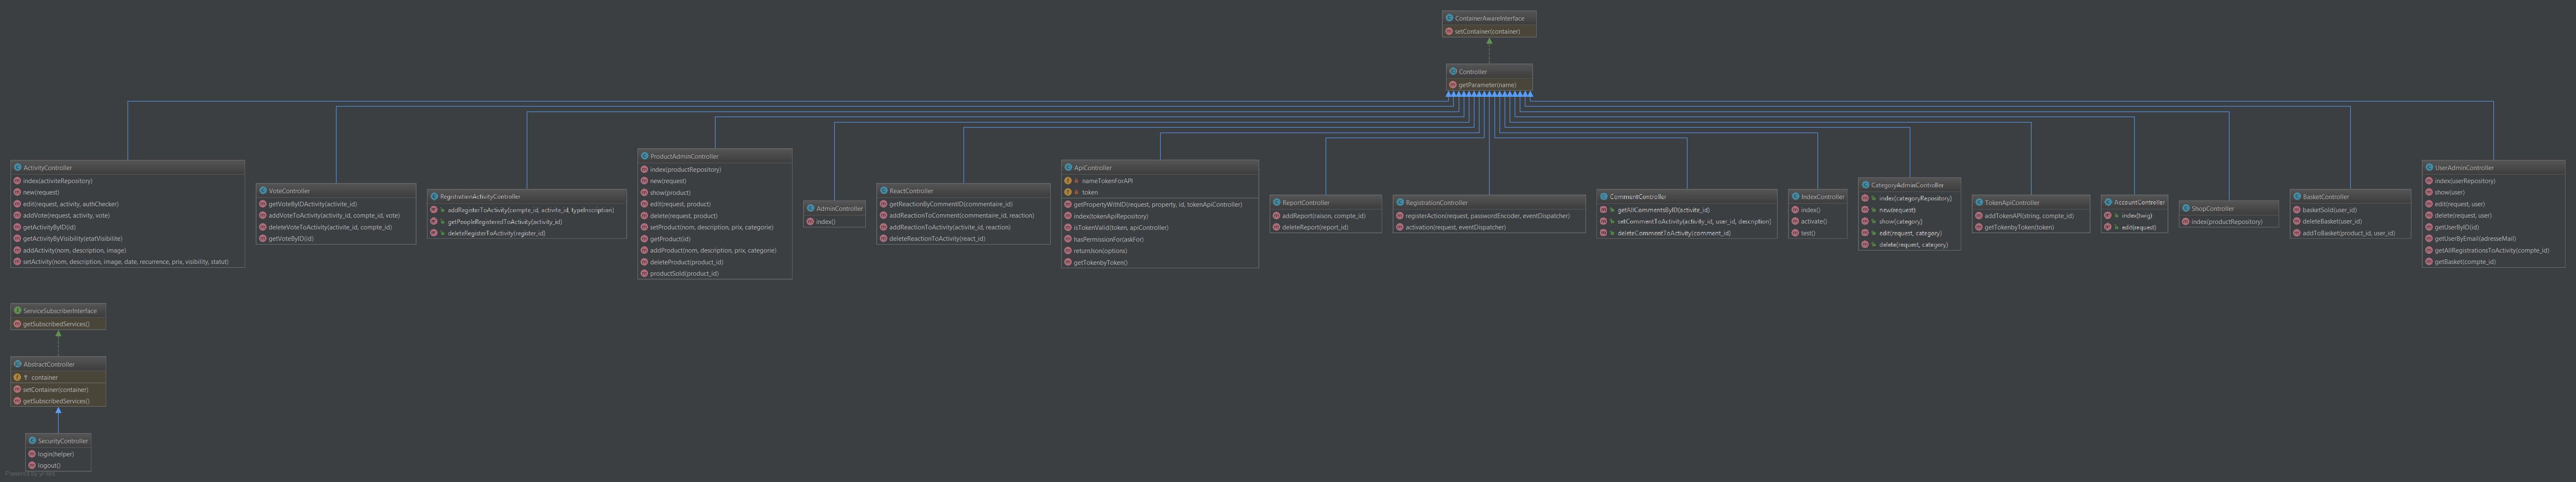 ContainerAwareInterface
setContainer(container)
Controller
getParameter(name)
ActivityController
index(activiteRepository)
new(request)
edit(request, activity, authChecker)
addVote(request, activity, vote)
getActivityByID(id)
getActivityByVisibility(etatVisibilite)
addActivity(nom, description, image)
setActivity(nom, description, image, date, recurrence, prix, visibility, statut)
VoteController
getVoteByIDActivity(activite_id)
addVoteToActivity(activite_id, compte_id, vote)
deleteVoteToActivity(activite_id, compte_id)
getVoteByID(id)
RegistrationActivityController
addRegisterToActivity(compte_id, activite_id, typeInscription)
getPeopleRegisteredToActivity(activity_id)
deleteRegisterToActivity(register_id)
ProductAdminController
index(productRepository)
new(request)
show(product)
edit(request, product)
delete(request, product)
setProduct(nom, description, prix, categorie)
getProduct(id)
addProduct(nom, description, prix, categorie)
deleteProduct(product_id)
productSold(product_id)
AdminController
index()
ReactController
getReactionByCommentID(commentaire_id)
addReactionToComment(commentaire_id, reaction)
addReactionToActivity(activite_id, reaction)
deleteReactionToActivity(react_id)
ApiController
nameTokenForAPI
token
getPropertyWithID(request, property, id, tokenApiController)
index(tokenApiRepository)
isTokenValid(token, apiController)
hasPermissionFor(askFor)
returnJson(options)
getTokenbyToken()
ReportController
addReport(raison, compte_id)
deleteReport(report_id)
RegistrationController
registerAction(request, passwordEncoder, eventDispatcher)
activation(request, eventDispatcher)
CommentController
getAllCommentsByID(activite_id)
setCommentToActivity(activity_id, user_id, description)
deleteCommentToActivity(comment_id)
IndexController
index()
activate()
test()
CategoryAdminController
index(categoryRepository)
new(request)
show(category)
edit(request, category)
delete(request, category)
TokenApiController
addTokenAPI(string, compte_id)
getTokenbyToken(token)
AccountController
index(twig)
edit(request)
ShopController
index(productRepository)
BasketController
basketSold(user_id)
deleteBasket(user_id)
addToBasket(product_id, user_id)
UserAdminController
index(userRepository)
show(user)
edit(request, user)
delete(request, user)
getUserByID(id)
getUserByEmail(adresseMail)
getAllRegistrationsToActivity(compte_id)
getBasket(compte_id)
ServiceSubscriberInterface
getSubscribedServices()
AbstractController
container
setContainer(container)
getSubscribedServices()
SecurityController
login(helper)
logout()
Powered by yFiles